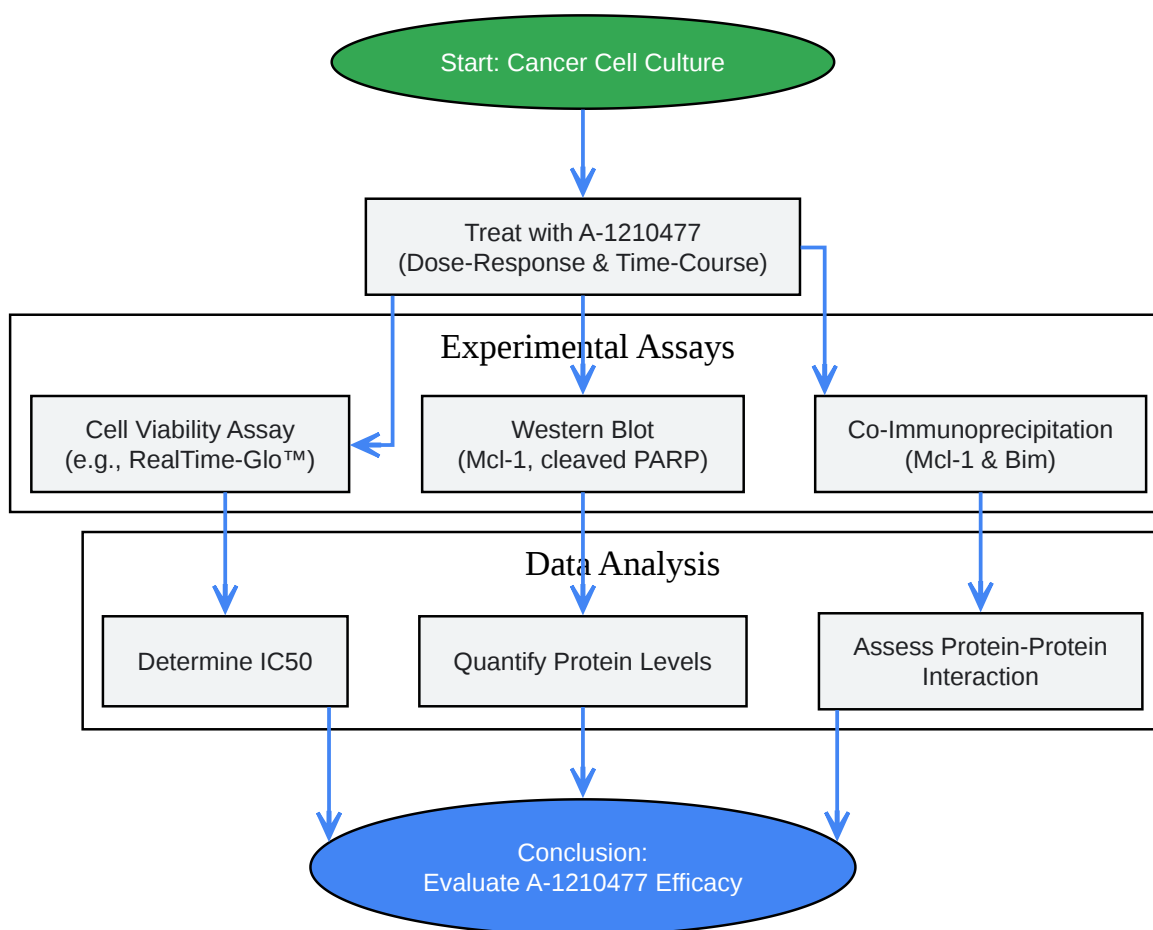 Start: Cancer Cell Culture
Treat with A-1210477
(Dose-Response & Time-Course)
Experimental Assays
Cell Viability Assay
(e.g., RealTime-Glo™)
Western Blot
(Mcl-1, cleaved PARP)
Co-Immunoprecipitation
(Mcl-1 & Bim)
Data Analysis
Determine IC50
Quantify Protein Levels
Assess Protein-Protein
Interaction
Conclusion:
Evaluate A-1210477 Efficacy